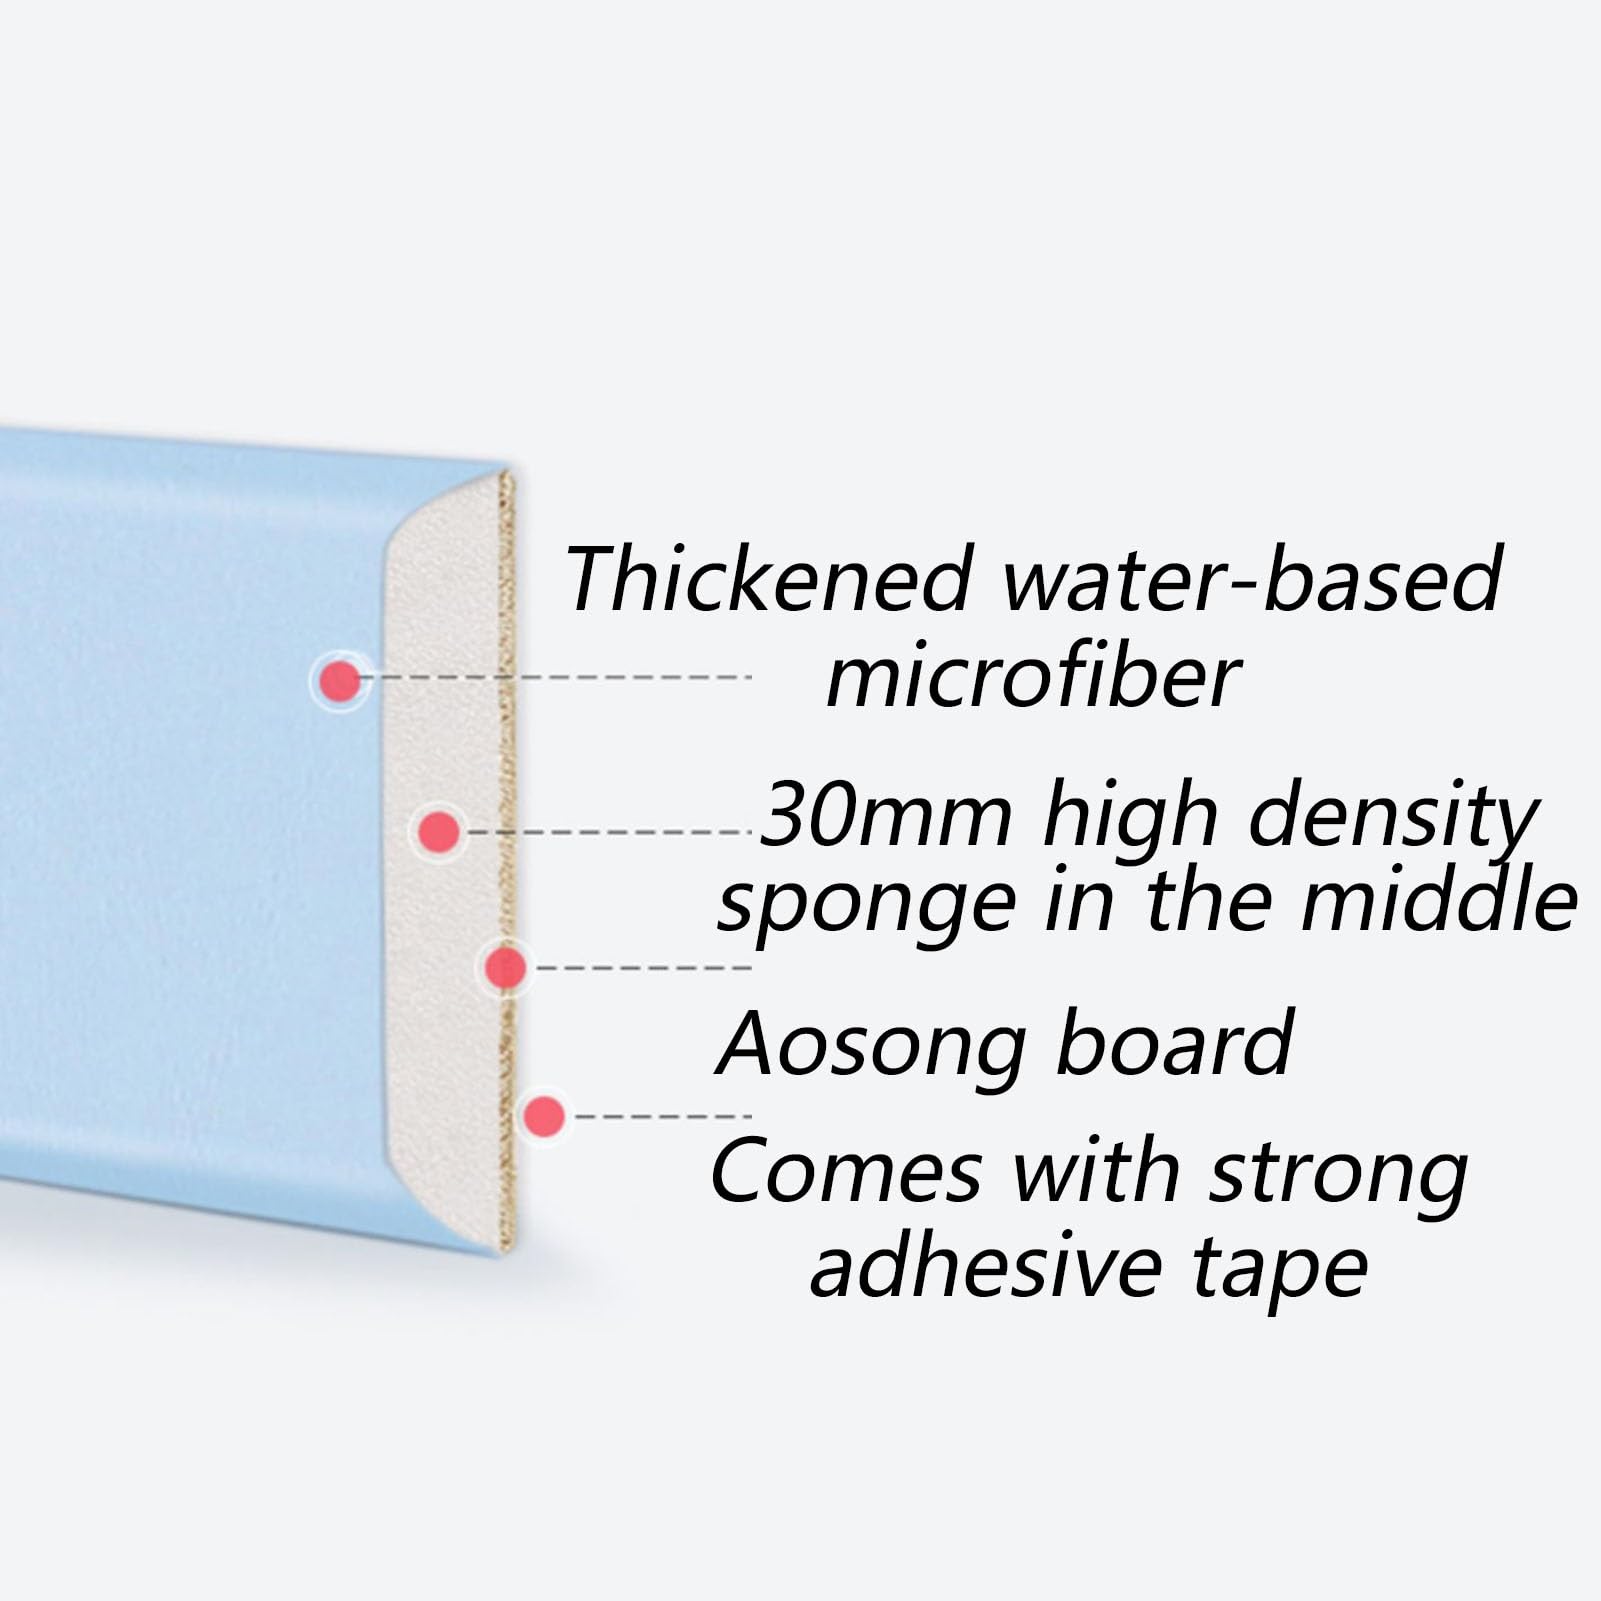 Thickened water-based
microfiber
30mm high density
sponge in the middle
Aosong board
Comes with strong
adhesive tape